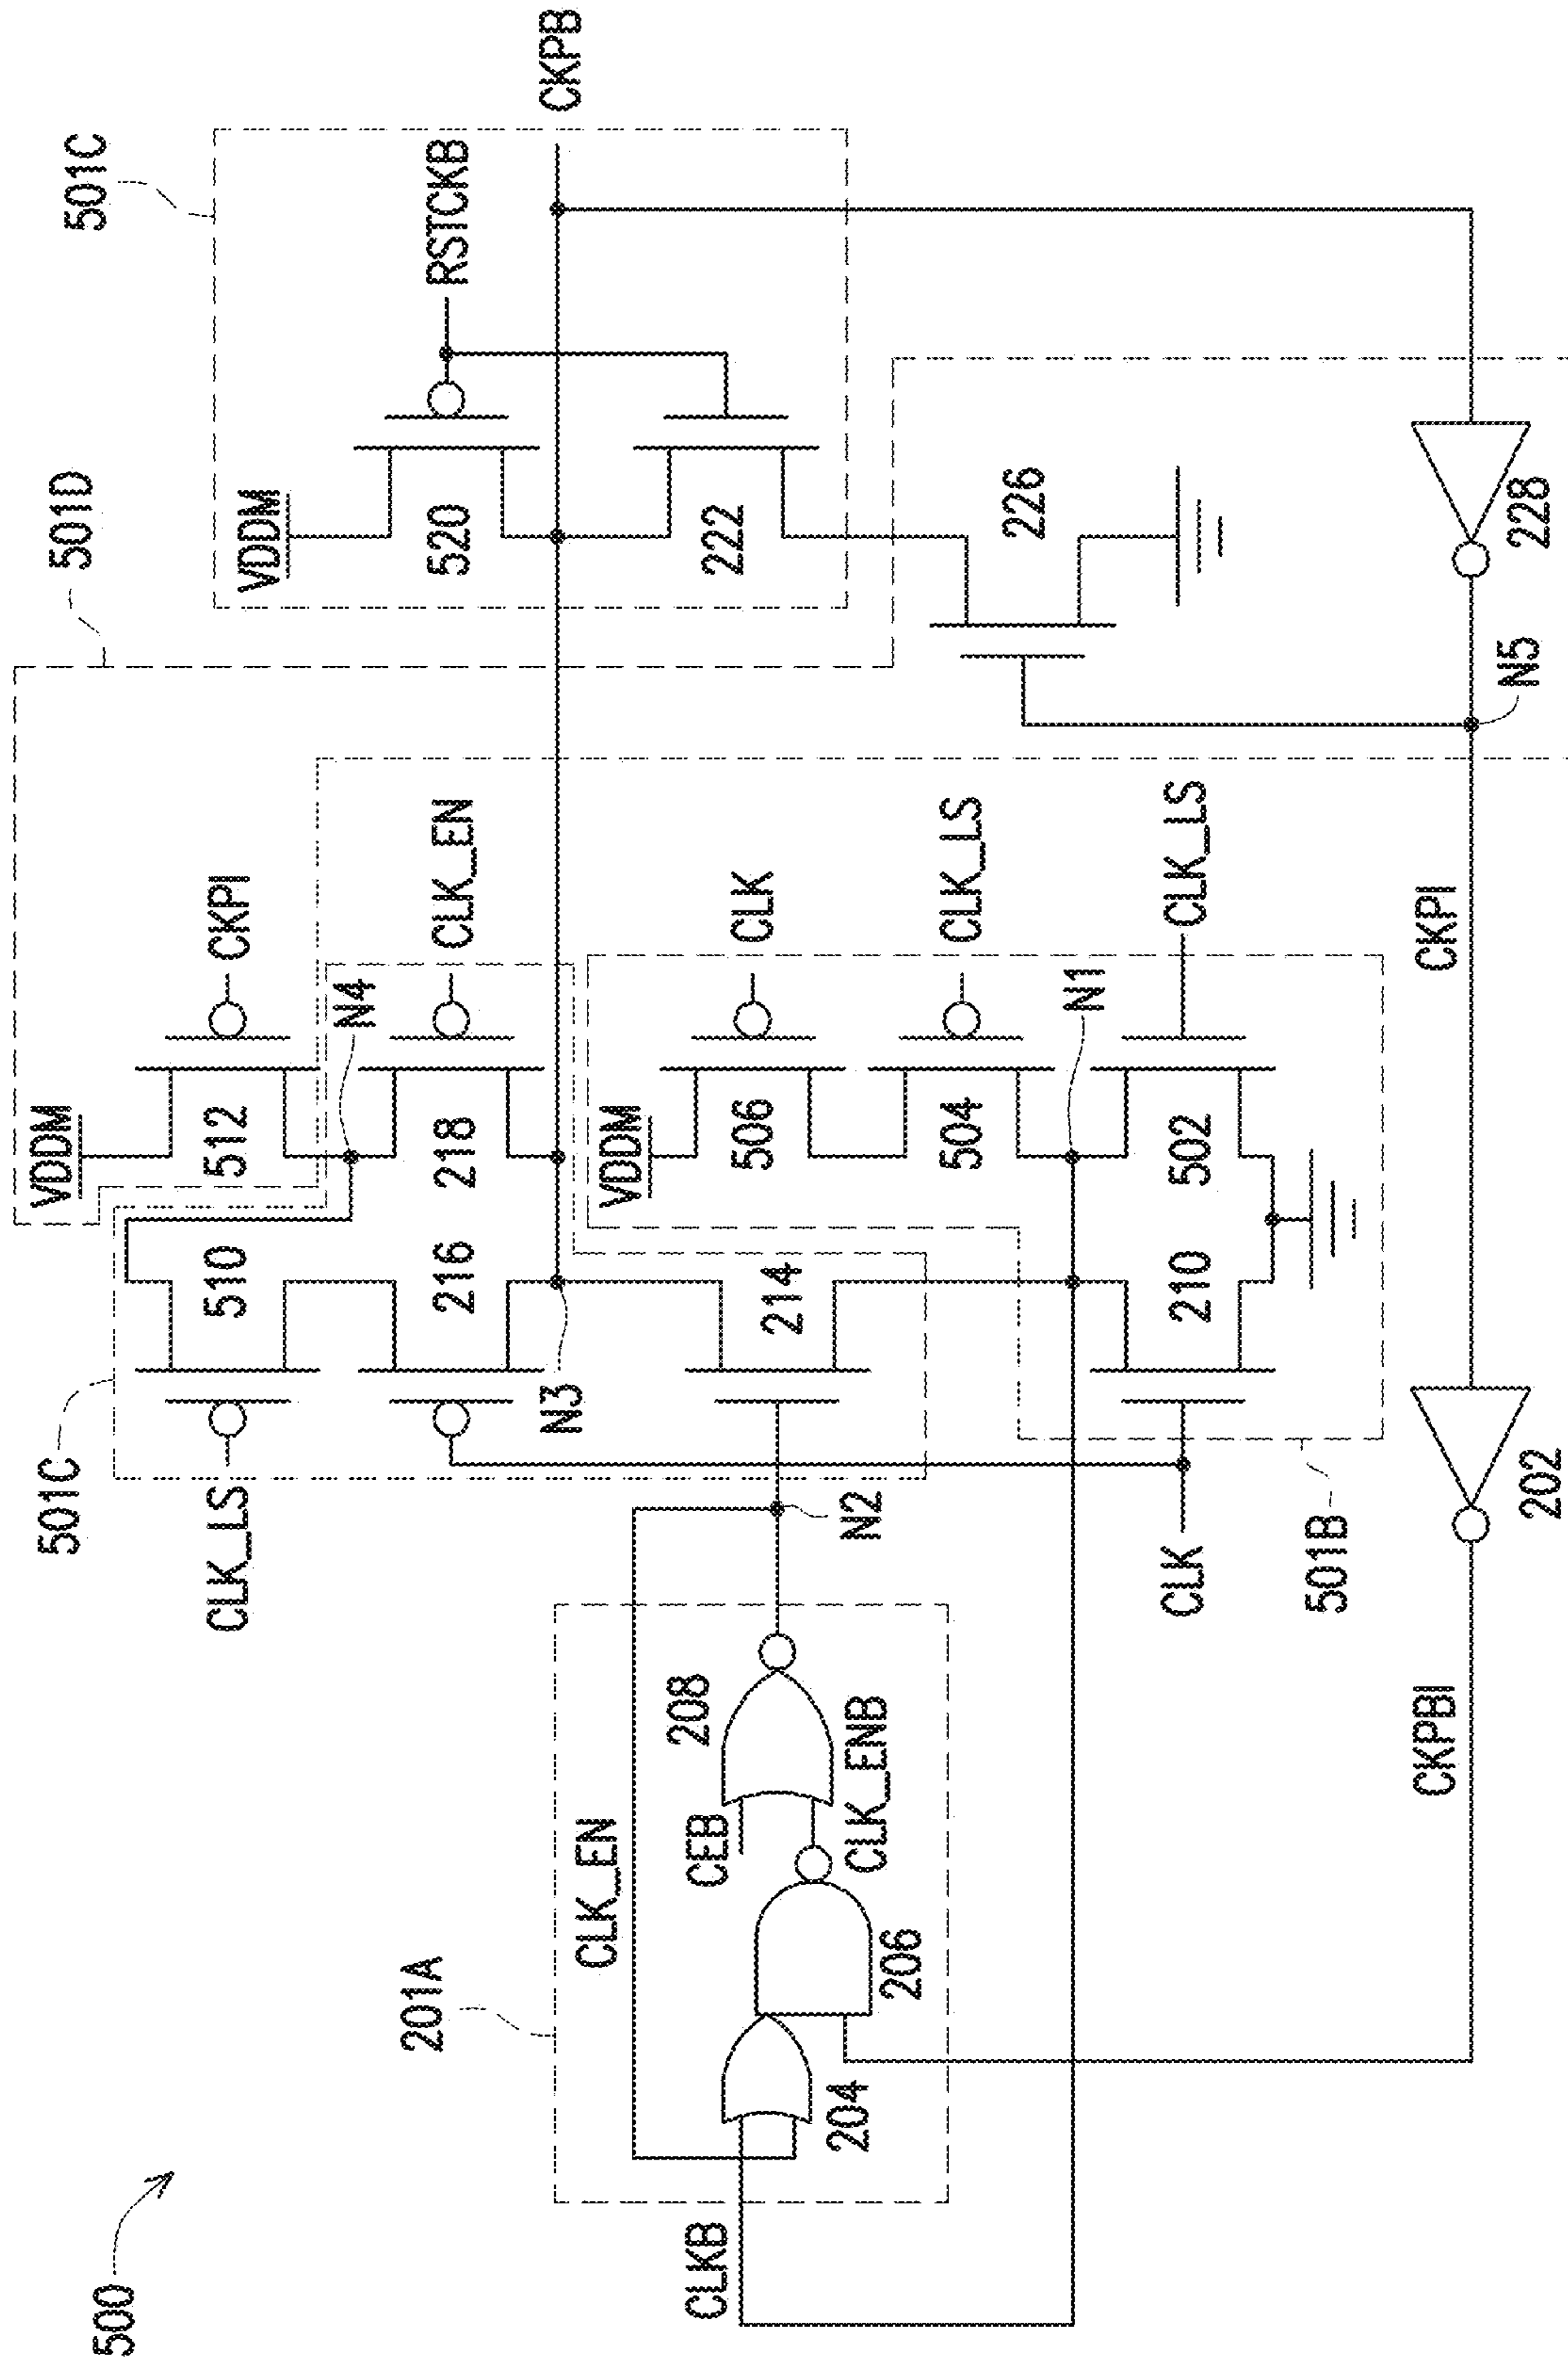 500
201A
CLKB
CLK_EN
204
206
CEB
208
CLK_ENB
CKPBI
202
N2
CLK
501B
501C
CLK_LS
N3
510
216
214
210
VDDM
512
218
N4
CKPI
CLK_EN
VDDM
506
504
502
CLK
CLK_LS
N1
CLK_LS
CKPI
501D
N5
226
228
VDDM
520
222
RSTCKB
501C
CKPB